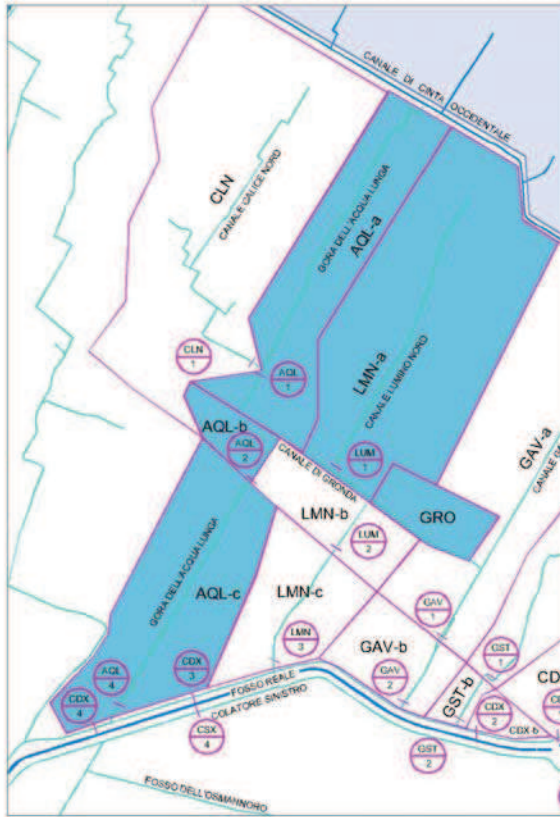 CANALE DI CINTA OCCIDENTALE
CLN
CANALE CALICE NORD
GORA DELL'ACQUA LUNGA
AQL-a
LMN-a
CANALE LUMINO NORD
CLN
1
AQL
1
AQL-b
AQL
2
CANALE DI GRONDA
LUM
1
GAV-a
CANALE GA
LMN-b
GRO
LUM
2
GORA DELL'ACQUA LUNGA
AQL-c
LMN-c
GAV
1
LMN
3
GAV-b
GST
1
AQL
4
CDX
3
GAV
2
GST-b
CD
CDX
4
FOSSO REALE
COLATORE SINISTRO
CSX
4
CDX
2
CDX-b
GST
2
FOSSO DELL'OSMANNORO